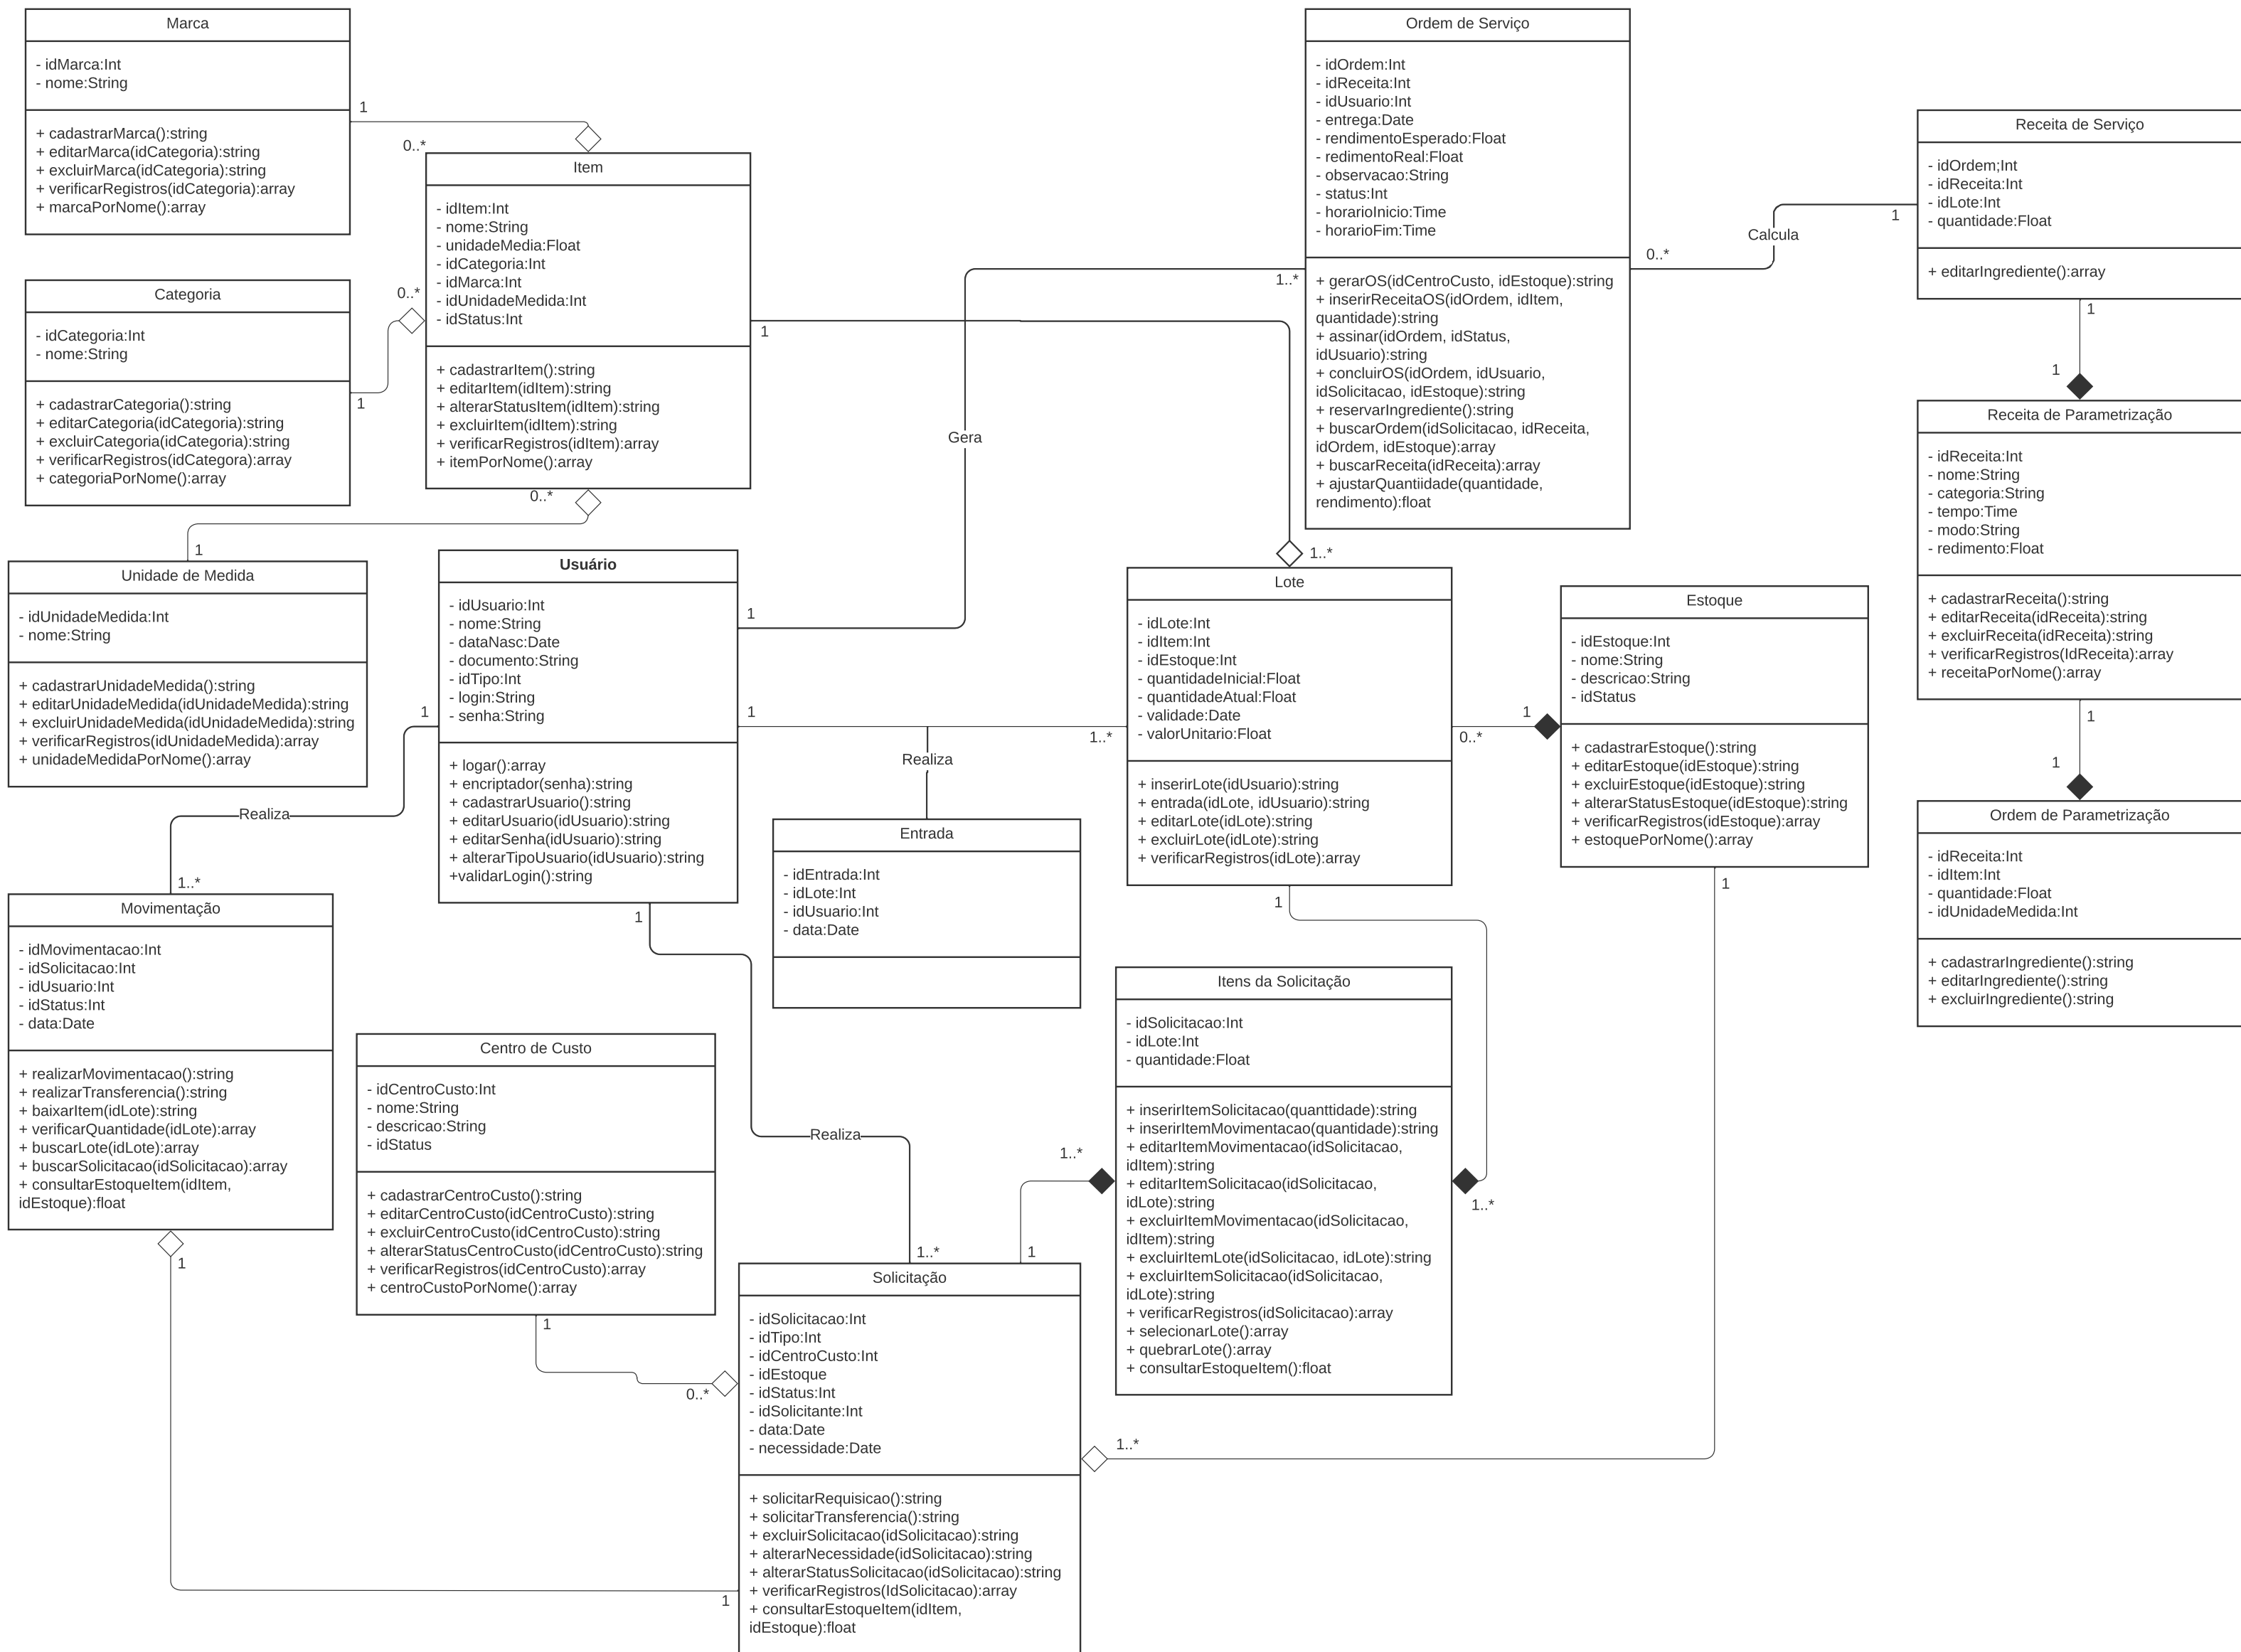 Marca
- idMarca:Int
- nome:String
+ cadastrarMarca():string
+ editarMarca(idCategoria):string
+ excluirMarca(idCategoria):string
+ verificarRegistros(idCategoria):array
+ marcaPorNome():array
1
0..*
Item
- idItem:Int
- nome:String
- unidadeMedia:Float
- idCategoria:Int
- idMarca:Int
- idUnidadeMedida:Int
- idStatus:Int
+ cadastrarItem():string
+ editarItem(idItem):string
+ alterarStatusItem(idItem):string
+ excluirItem(idItem):string
+ verificarRegistros(idItem):array
+ itemPorNome():array
1
0..*
0..*
Categoria
- idCategoria:Int
- nome:String
+ cadastrarCategoria():string
+ editarCategoria(idCategoria):string
+ excluirCategoria(idCategoria):string
+ verificarRegistros(idCategora):array
+ categoriaPorNome():array
1
1
Unidade de Medida
- idUnidadeMedida:Int
- nome:String
+ cadastrarUnidadeMedida():string
+ editarUnidadeMedida(idUnidadeMedida):string
+ excluirUnidadeMedida(idUnidadeMedida):string
+ verificarRegistros(idUnidadeMedida):array
+ unidadeMedidaPorNome():array
Ordem de Serviço
- idOrdem:Int
- idReceita:Int
- idUsuario:Int
- entrega:Date
- rendimentoEsperado:Float
- redimentoReal:Float
- observacao:String
- status:Int
- horarioInicio:Time
- horarioFim:Time
+ gerarOS(idCentroCusto, idEstoque):string
+ inserirReceitaOS(idOrdem, idItem,
quantidade):string
+ assinar(idOrdem, idStatus,
idUsuario):string
+ concluirOS(idOrdem, idUsuario,
idSolicitacao, idEstoque):string
+ reservarIngrediente():string
+ buscarOrdem(idSolicitacao, idReceita,
idOrdem, idEstoque):array
+ buscarReceita(idReceita):array
+ ajustarQuantiidade(quantidade,
rendimento):float
1..*
0..*
Calcula
1
Gera
Receita de Serviço
- idOrdem;Int
- idReceita:Int
- idLote:Int
- quantidade:Float
+ editarIngrediente():array
1
1
Receita de Parametrização
- idReceita:Int
- nome:String
- categoria:String
- tempo:Time
- modo:String
- redimento:Float
+ cadastrarReceita():string
+ editarReceita(idReceita):string
+ excluirReceita(idReceita):string
+ verificarRegistros(IdReceita):array
+ receitaPorNome():array
1
1
Ordem de Parametrização
- idReceita:Int
- idItem:Int
- quantidade:Float
- idUnidadeMedida:Int
+ cadastrarIngrediente():string
+ editarIngrediente():string
+ excluirIngrediente():string
Usuário
- idUsuario:Int
- nome:String
- dataNasc:Date
- documento:String
- idTipo:Int
- login:String
- senha:String
+ logar():array
+ encriptador(senha):string
+ cadastrarUsuario():string
+ editarUsuario(idUsuario):string
+ editarSenha(idUsuario):string
+ alterarTipoUsuario(idUsuario):string
+validarLogin():string
1
1
1
1
1..*
Realiza
1..*
Lote
- idLote:Int
- idItem:Int
- idEstoque:Int
- quantidadeInicial:Float
- quantidadeAtual:Float
- validade:Date
- valorUnitario:Float
+ inserirLote(idUsuario):string
+ entrada(idLote, idUsuario):string
+ editarLote(idLote):string
+ excluirLote(idLote):string
+ verificarRegistros(idLote):array
0..*
1
1
Estoque
- idEstoque:Int
- nome:String
- descricao:String
- idStatus
+ cadastrarEstoque():string
+ editarEstoque(idEstoque):string
+ excluirEstoque(idEstoque):string
+ alterarStatusEstoque(idEstoque):string
+ verificarRegistros(idEstoque):array
+ estoquePorNome():array
1
Entrada
- idEntrada:Int
- idLote:Int
- idUsuario:Int
- data:Date
Realiza
1..*
Movimentação
- idMovimentacao:Int
- idSolicitacao:Int
- idUsuario:Int
- idStatus:Int
- data:Date
+ realizarMovimentacao():string
+ realizarTransferencia():string
+ baixarItem(idLote):string
+ verificarQuantidade(idLote):array
+ buscarLote(idLote):array
+ buscarSolicitacao(idSolicitacao):array
+ consultarEstoqueItem(idItem,
idEstoque):float
1
Centro de Custo
- idCentroCusto:Int
- nome:String
- descricao:String
- idStatus
+ cadastrarCentroCusto():string
+ editarCentroCusto(idCentroCusto):string
+ excluirCentroCusto(idCentroCusto):string
+ alterarStatusCentroCusto(idCentroCusto):string
+ verificarRegistros(idCentroCusto):array
+ centroCustoPorNome():array
1
0..*
Realiza
1..*
1
Itens da Solicitação
- idSolicitacao:Int
- idLote:Int
- quantidade:Float
+ inserirItemSolicitacao(quanttidade):string
+ inserirItemMovimentacao(quantidade):string
+ editarItemMovimentacao(idSolicitacao,
idItem):string
+ editarItemSolicitacao(idSolicitacao,
idLote):string
+ excluirItemMovimentacao(idSolicitacao,
idItem):string
+ excluirItemLote(idSolicitacao, idLote):string
+ excluirItemSolicitacao(idSolicitacao,
idLote):string
+ verificarRegistros(idSolicitacao):array
+ selecionarLote():array
+ quebrarLote():array
+ consultarEstoqueItem():float
1..*
1..*
Solicitação
- idSolicitacao:Int
- idTipo:Int
- idCentroCusto:Int
- idEstoque
- idStatus:Int
- idSolicitante:Int
- data:Date
- necessidade:Date
+ solicitarRequisicao():string
+ solicitarTransferencia():string
+ excluirSolicitacao(idSolicitacao):string
+ alterarNecessidade(idSolicitacao):string
+ alterarStatusSolicitacao(idSolicitacao):string
+ verificarRegistros(IdSolicitacao):array
+ consultarEstoqueItem(idItem,
idEstoque):float
1..*
1